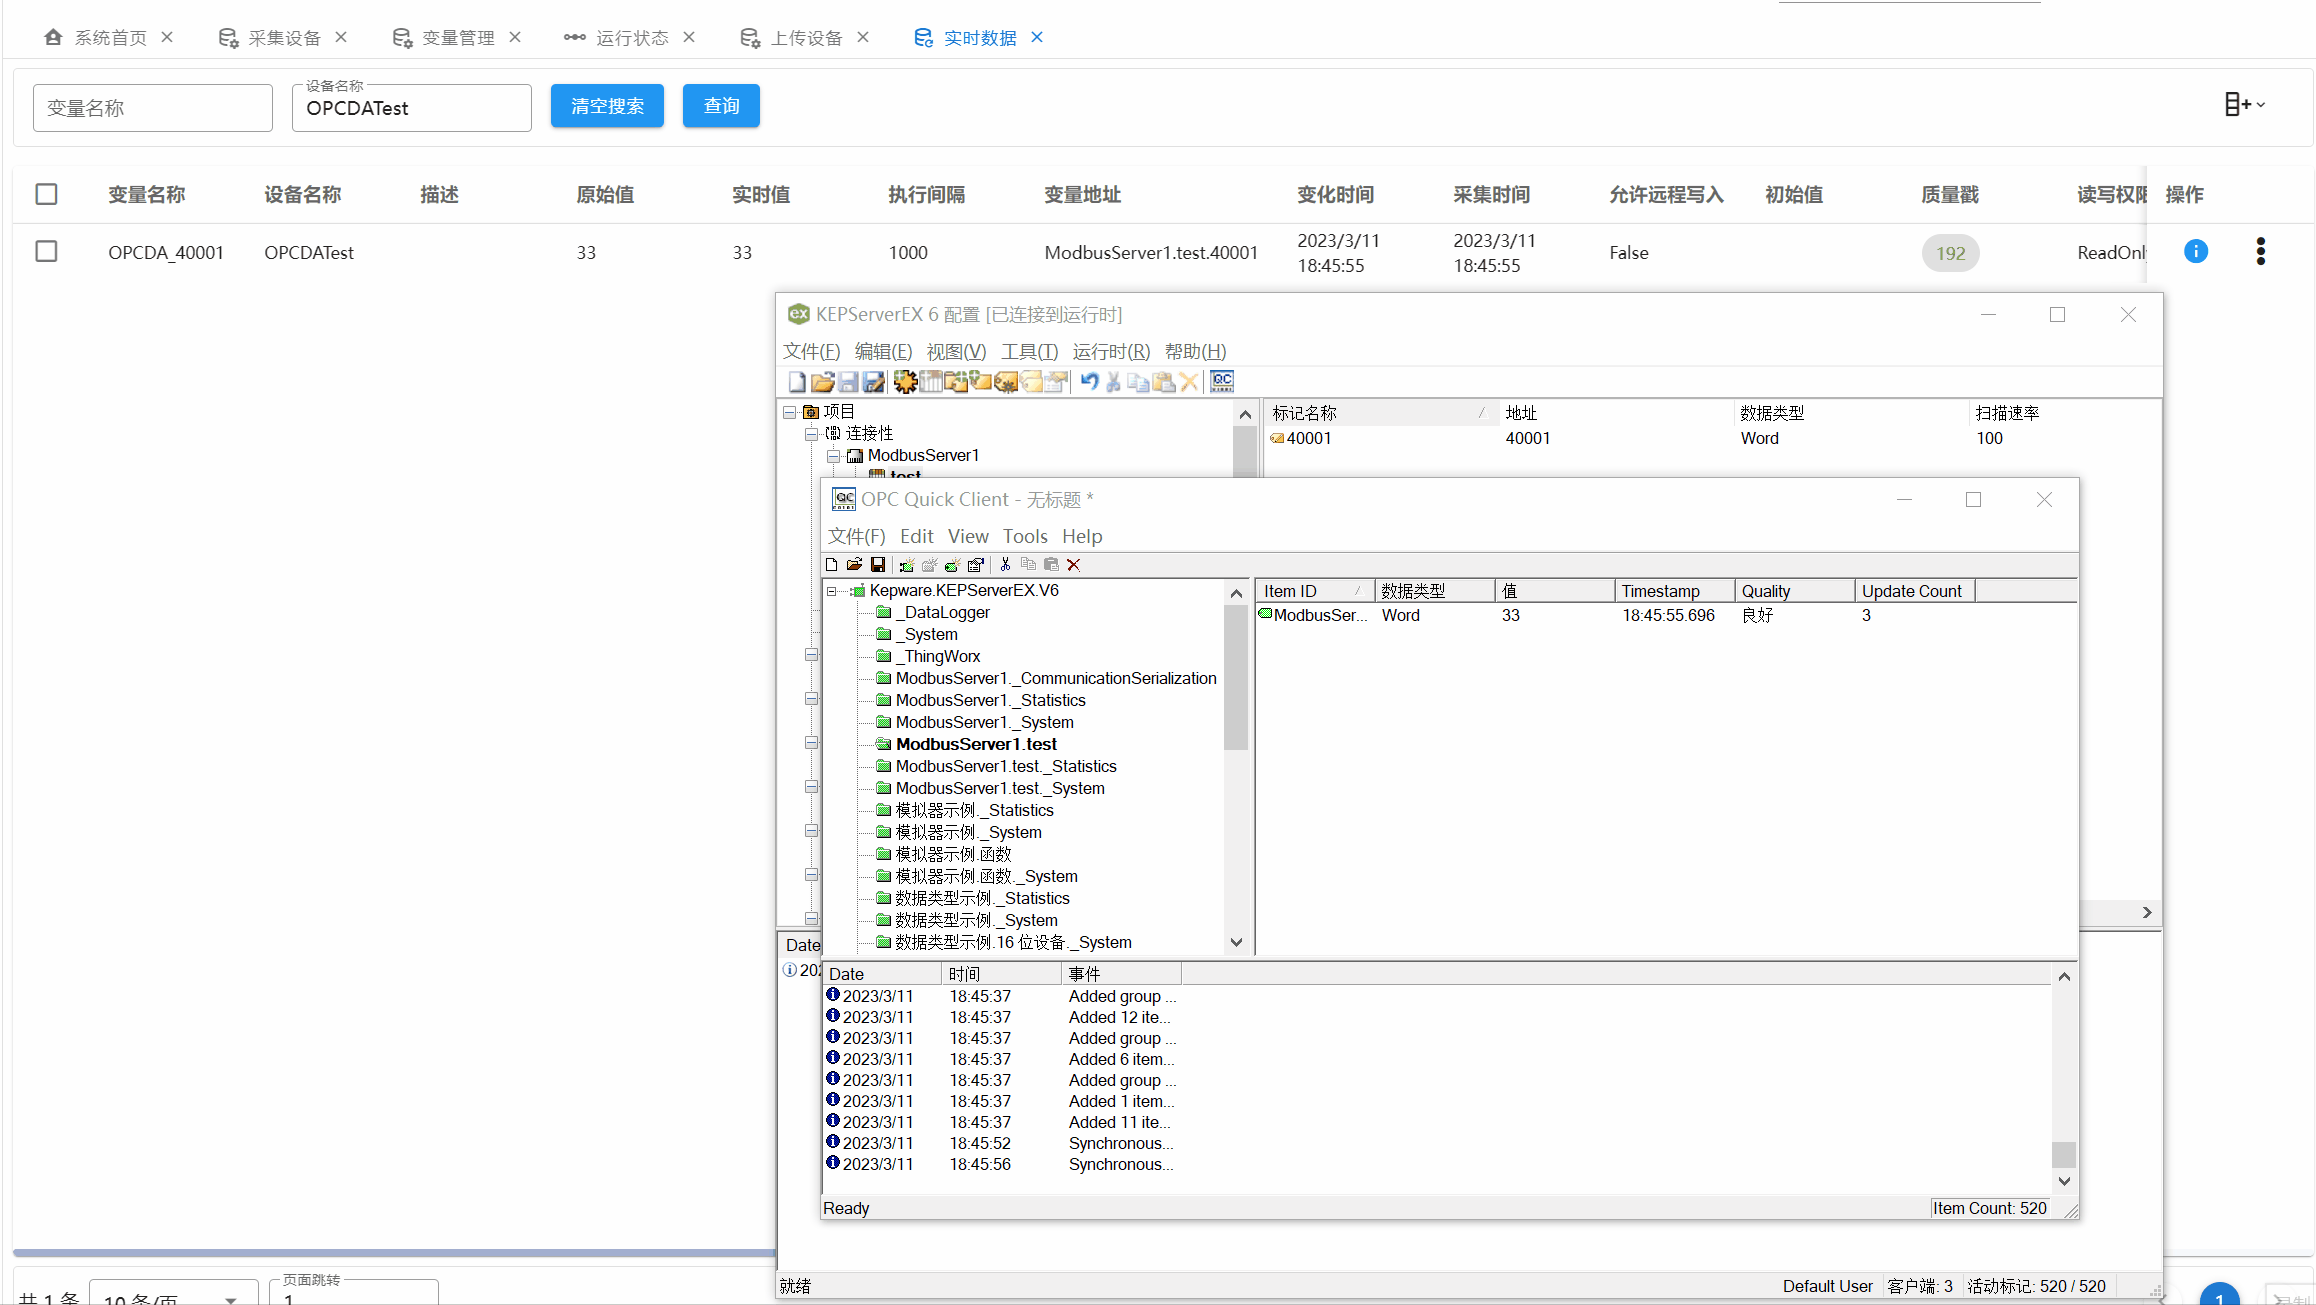 系统首页 采集设备 变量管理 运行状态 上传设备 实时数据
变量名称
设备名称
OPCDATest
清空搜索
查询
变量名称 设备名称 描述 原始值 实时值 执行间隔 变量地址 变化时间 采集时间 允许远程写入 初始值 质量戳 读写权限 操作
OPCDA_40001 OPCDATest 33 33 1000 ModbusServer1.test.40001 2023/3/11 18:45:55 2023/3/11 18:45:55 False 192 ReadOnl
KEPServerEX 6 配置 [已连接到运行时]
文件(F) 编辑(E) 视图(V) 工具(T) 运行时(R) 帮助(H)
项目
连接性
ModbusServer1
test
标记名称 地址 数据类型 扫描速率
40001 40001 Word 100
OPC Quick Client - 无标题 *
文件(F) Edit View Tools Help
Kepware.KEPServerEX.V6
_DataLogger
_System
_ThingWorx
ModbusServer1._CommunicationSerialization
ModbusServer1._Statistics
ModbusServer1._System
ModbusServer1.test
ModbusServer1.test._Statistics
ModbusServer1.test._System
模拟器示例._Statistics
模拟器示例._System
模拟器示例.函数
模拟器示例.函数._System
数据类型示例._Statistics
数据类型示例._System
数据类型示例.16 位设备._System
Item ID 数据类型 值 Timestamp Quality Update Count
ModbusSer... Word 33 18:45:55.696 良好 3
Date
202
Date 时间 事件
2023/3/11 18:45:37 Added group ...
2023/3/11 18:45:37 Added 12 ite...
2023/3/11 18:45:37 Added group ...
2023/3/11 18:45:37 Added 6 item...
2023/3/11 18:45:37 Added group ...
2023/3/11 18:45:37 Added 1 item...
2023/3/11 18:45:37 Added 11 ite...
2023/3/11 18:45:52 Synchronous...
2023/3/11 18:45:56 Synchronous...
Ready Item Count: 520
就绪 Default User 客户端: 3 活动标记: 520 / 520
共 1 条
10 条/页
页面跳转
1
1